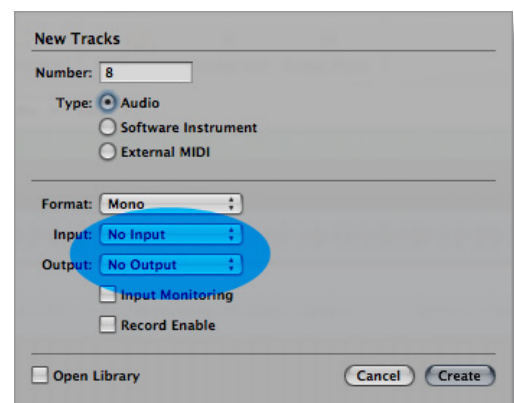 New Tracks
Number: 8
Type: Audio
Software Instrument
External MIDI
Format: Mono
Input: No Input
Output: No Output
Input Monitoring
Record Enable
Open Library Cancel Create